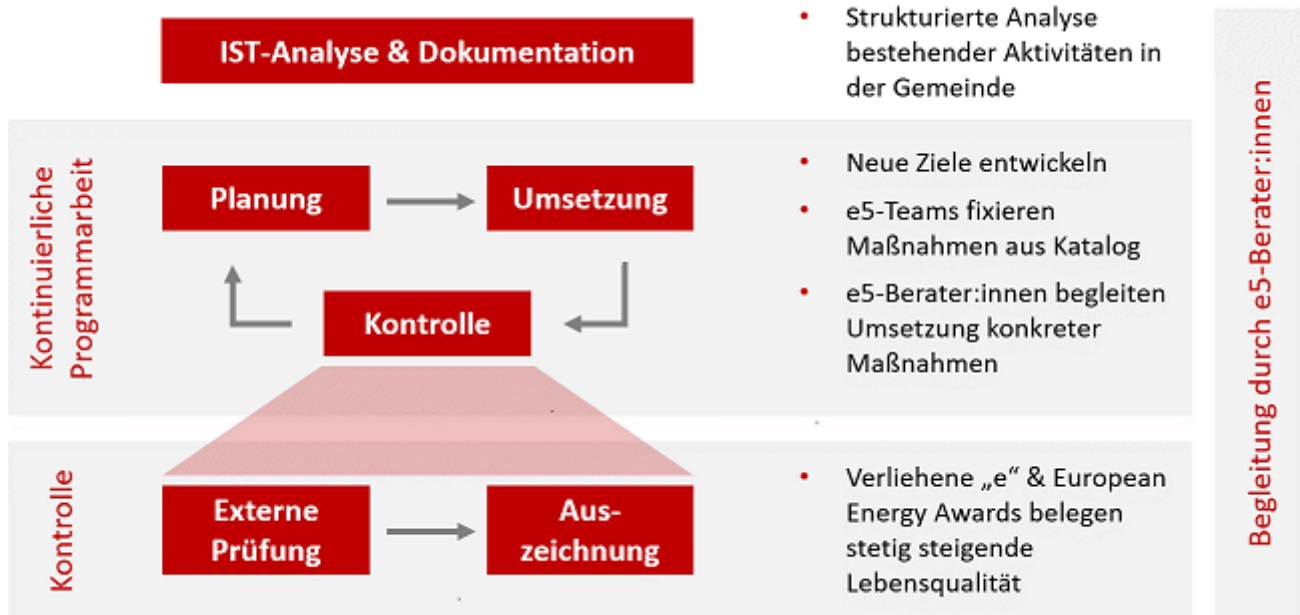 IST-Analyse & Dokumentation
• Strukturierte Analyse
bestehender Aktivitäten in
der Gemeinde
Kontinuierliche
Programmarbeit
Planung
Umsetzung
Kontrolle
• Neue Ziele entwickeln
• e5-Teams fixieren
Maßnahmen aus Katalog
• e5-Berater:innen begleiten
Umsetzung konkreter
Maßnahmen
Kontrolle
Externe
Prüfung
Aus-
zeichnung
• Verliehene „e“ & European
Energy Awards belegen
stetig steigende
Lebensqualität
Begleitung durch e5-Berater:innen